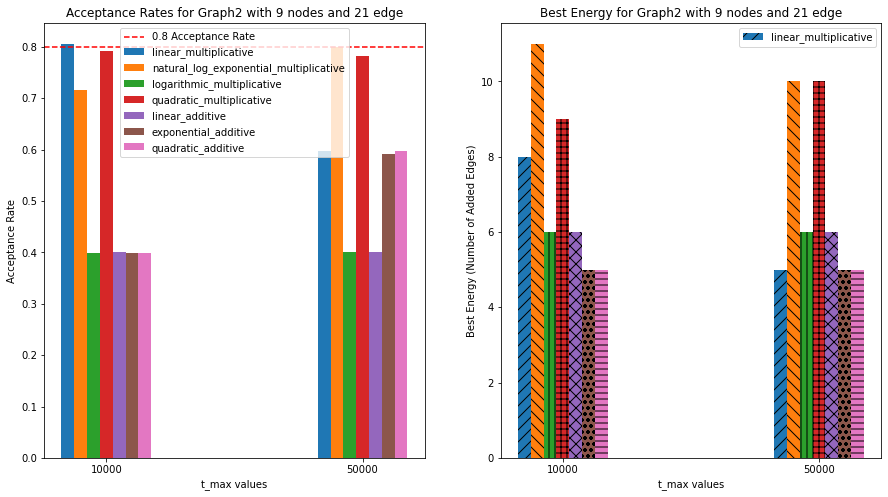 Acceptance Rates for Graph2 with 9 nodes and 21 edge
0.8 Acceptance Rate
linear_multiplicative
natural_log_exponential_multiplicative
logarithmic_multiplicative
quadratic_multiplicative
linear_additive
exponential_additive
quadratic_additive
Acceptance Rate
0.8
0.7
0.6
0.5
0.4
0.3
0.2
0.1
0.0
10000
50000
t_max values
Best Energy for Graph2 with 9 nodes and 21 edge
linear_multiplicative
Best Energy (Number of Added Edges)
10
8
6
4
2
0
10000
50000
t_max values